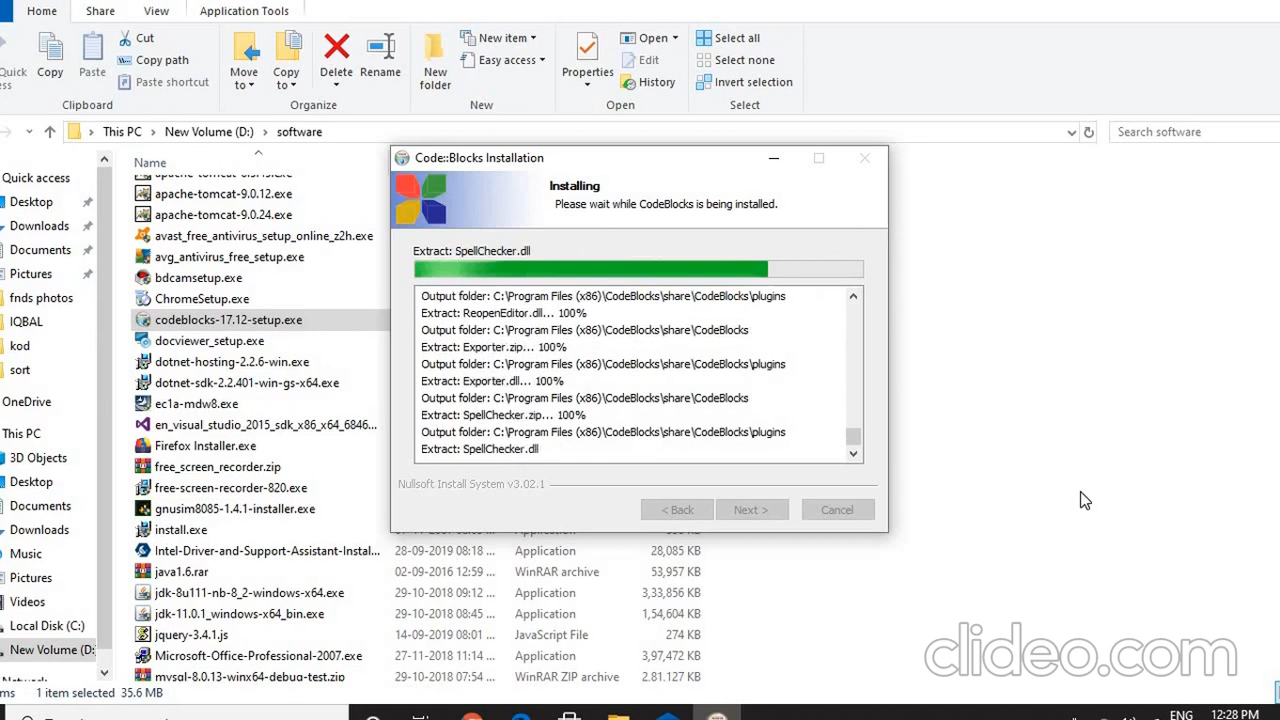 Home Share View Application Tools
Quick Copy Paste Cut Copy path Paste shortcut
Move to Copy to Delete Rename New folder New item Easy access
Properties Open Edit History Select all Select none Invert selection
Clipboard Organize New Open Select
This PC > New Volume (D:) > software Search software
Name
Quick access
Desktop
Downloads
Documents
Pictures
fnds photos
IQBAL
kod
sort
OneDrive
This PC
3D Objects
Desktop
Documents
Downloads
Music
Pictures
Videos
Local Disk (C:)
New Volume (D:
apache-tomcat-9.0.12.exe
apache-tomcat-9.0.24.exe
avast_free_antivirus_setup_online_z2h.exe
avg_antivirus_free_setup.exe
bdcamsetup.exe
ChromeSetup.exe
codeblocks-17.12-setup.exe
docviewer_setup.exe
dotnet-hosting-2.2.6-win.exe
dotnet-sdk-2.2.401-win-gs-x64.exe
ec1a-mdw8.exe
en_visual_studio_2015_sdk_x86_x64_6846...
Firefox Installer.exe
free_screen_recorder.zip
free-screen-recorder-820.exe
gnusim8085-1.4.1-installer.exe
install.exe
Intel-Driver-and-Support-Assistant-Instal... 28-09-2019 08:18 ... Application 28,085 KB
java1.6.rar 02-09-2016 12:59 ... WinRAR archive 53,957 KB
jdk-8u111-nb-8_2-windows-x64.exe 29-10-2018 09:12 ... Application 3,33,856 KB
jdk-11.0.1_windows-x64_bin.exe 29-10-2018 08:45 ... Application 1,54,604 KB
jquery-3.4.1.js 14-09-2019 08:01 ... JavaScript File 274 KB
Microsoft-Office-Professional-2007.exe 27-11-2018 11:14 ... Application 3,97,472 KB
mysql-8.0.13-winx64-debug-test.zip 29-10-2018 07:54 ... WinRAR ZIP archive 2,81,127 KB
Code::Blocks Installation
Installing
Please wait while CodeBlocks is being installed.
Extract: SpellChecker.dll
Output folder: C:\Program Files (x86)\CodeBlocks\share\CodeBlocks\plugins
Extract: ReopenEditor.dll... 100%
Output folder: C:\Program Files (x86)\CodeBlocks\share\CodeBlocks
Extract: Exporter.zip... 100%
Output folder: C:\Program Files (x86)\CodeBlocks\share\CodeBlocks\plugins
Extract: Exporter.dll... 100%
Output folder: C:\Program Files (x86)\CodeBlocks\share\CodeBlocks
Extract: SpellChecker.zip... 100%
Output folder: C:\Program Files (x86)\CodeBlocks\share\CodeBlocks\plugins
Extract: SpellChecker.dll
Nullsoft Install System v3.02.1
< Back Next > Cancel
1 item selected 35.6 MB
clideo.com
ENG 12:28 PM